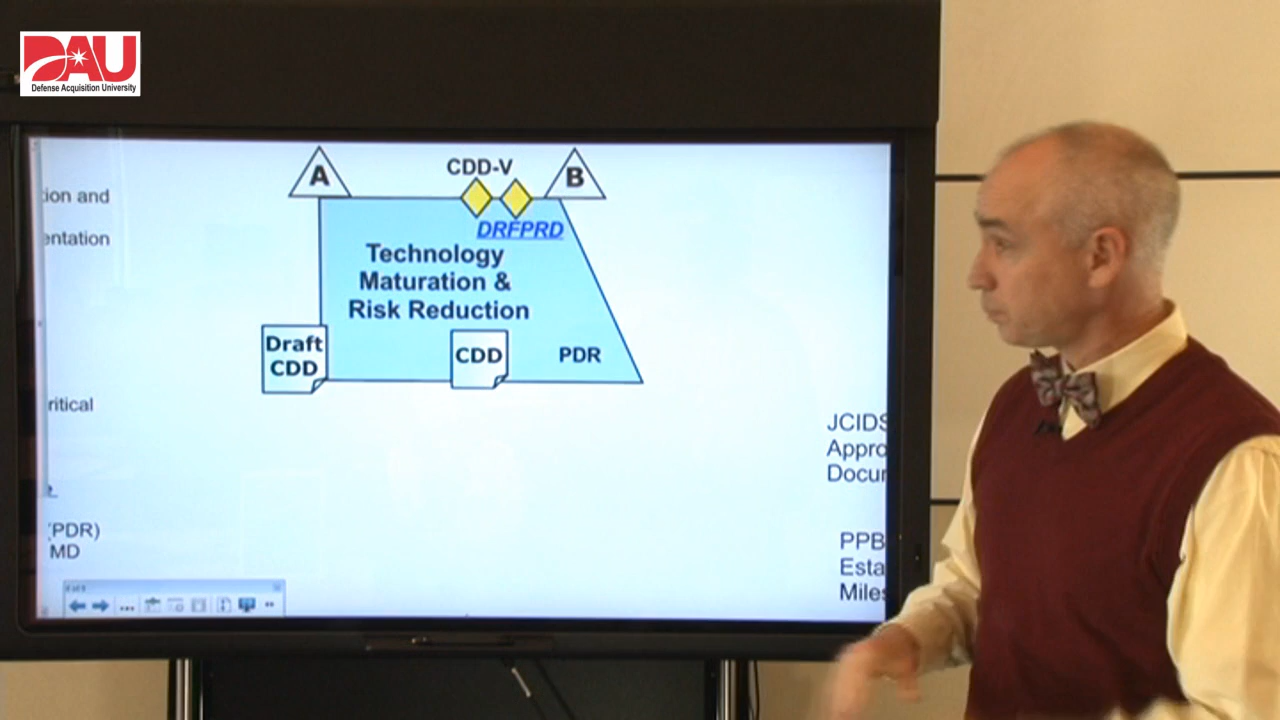 DAU
Defense Acquisition University
A
CDD-V
B
ion and
entation
DRFPRD
Technology
Maturation &
Risk Reduction
Draft
CDD
CDD
PDR
ritical
JCIDS
Appro
Docur
(PDR)
MD
PPB
Esta
Miles